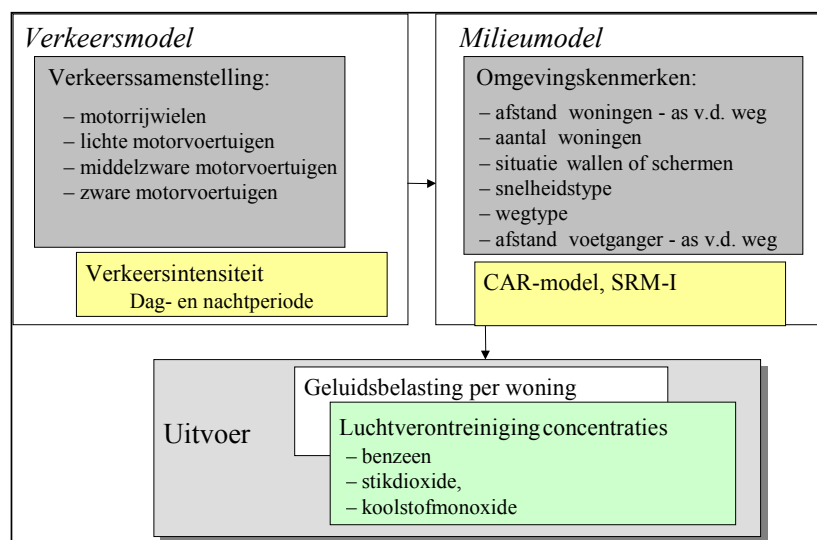 Verkeersmodel
Verkeerssamenstelling:
– motorrijwielen
– lichte motorvoertuigen
– middelzware motorvoertuigen
– zware motorvoertuigen
Verkeersintensiteit
Dag- en nachtperiode
Milieumodel
Omgevingskenmerken:
– afstand woningen - as v.d. weg
– aantal woningen
– situatie wallen of schermen
– snelheidstype
– wegtype
– afstand voetganger - as v.d. weg
CAR-model, SRM-I
Uitvoer
Geluidsbelasting per woning
Luchtverontreiniging concentraties
– benzeen
– stikdioxide,
– koolstofmonoxide